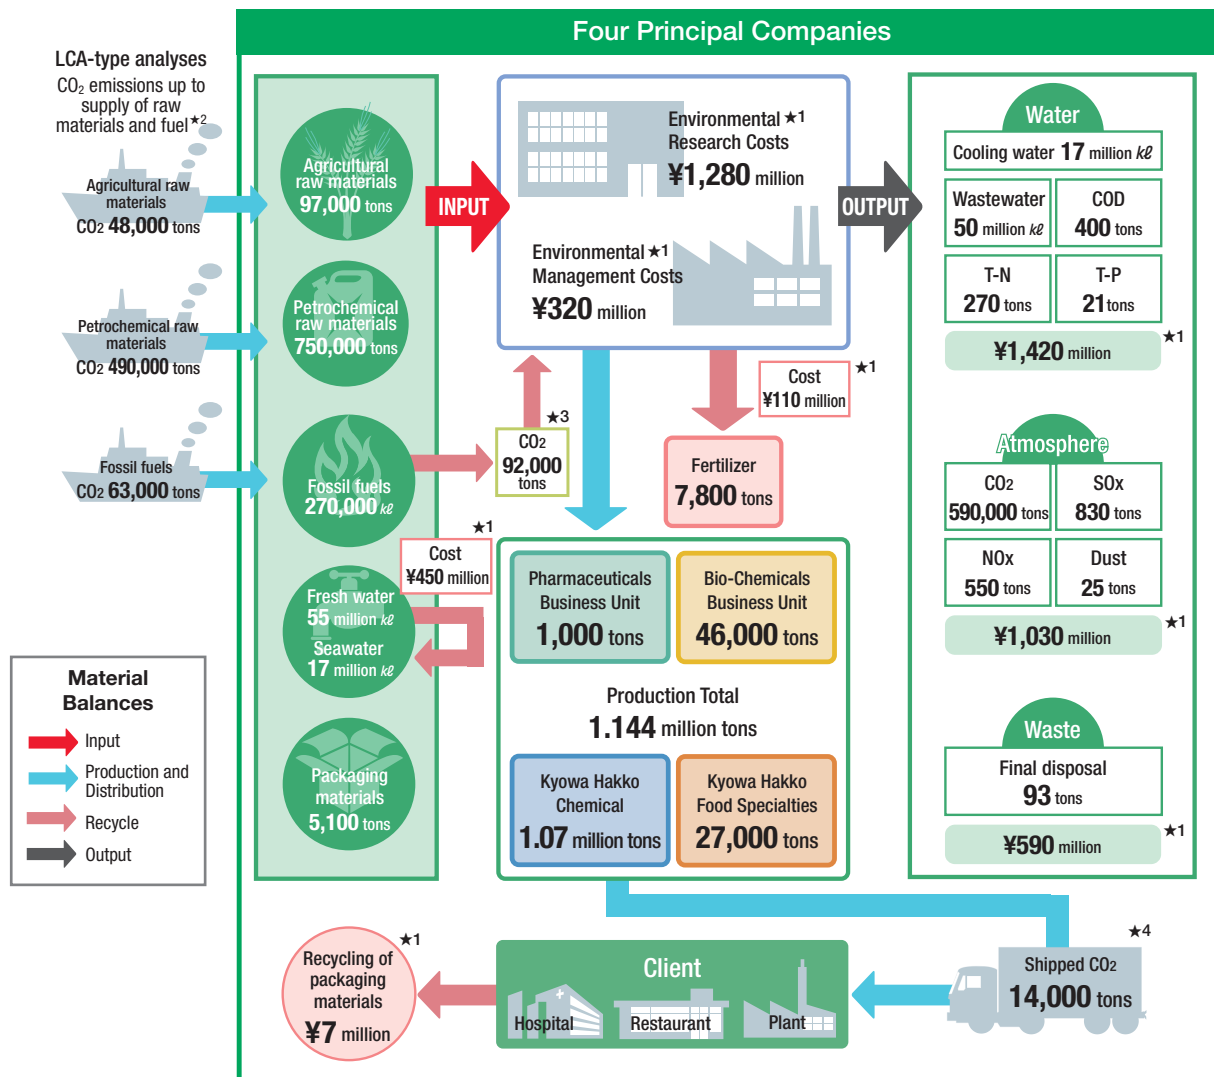 Four Principal Companies
LCA-type analyses
CO2 emissions up to
supply of raw
materials and fuel★2
Agricultural raw
materials
CO2 48,000 tons
Petrochemical raw
materials
CO2 490,000 tons
Fossil fuels
CO2 63,000 tons
Material
Balances
Input
Production and
Distribution
Recycle
Output
Agricultural
raw materials
97,000 tons
Petrochemical
raw materials
750,000 tons
Fossil fuels
270,000 kℓ
Fresh water
55 million kℓ
Seawater
17 million kℓ
Packaging
materials
5,100 tons
INPUT
Environmental ★1
Research Costs
¥1,280 million
Environmental ★1
Management Costs
¥320 million
OUTPUT
★3
CO2
92,000
tons
★1
Cost
¥450 million
★1
Cost
¥110 million
Fertilizer
7,800 tons
Pharmaceuticals
Business Unit
1,000 tons
Bio-Chemicals
Business Unit
46,000 tons
Production Total
1.144 million tons
Kyowa Hakko
Chemical
1.07 million tons
Kyowa Hakko
Food Specialties
27,000 tons
Water
Cooling water 17 million kℓ
Wastewater
50 million kℓ
COD
400 tons
T-N
270 tons
T-P
21 tons
¥1,420 million
★1
Atmosphere
CO2
590,000 tons
SOx
830 tons
NOx
550 tons
Dust
25 tons
¥1,030 million
★1
Waste
Final disposal
93 tons
¥590 million
★1
★4
Shipped CO2
14,000 tons
Client
Hospital
Restaurant
Plant
★1
Recycling of
packaging
materials
¥7 million